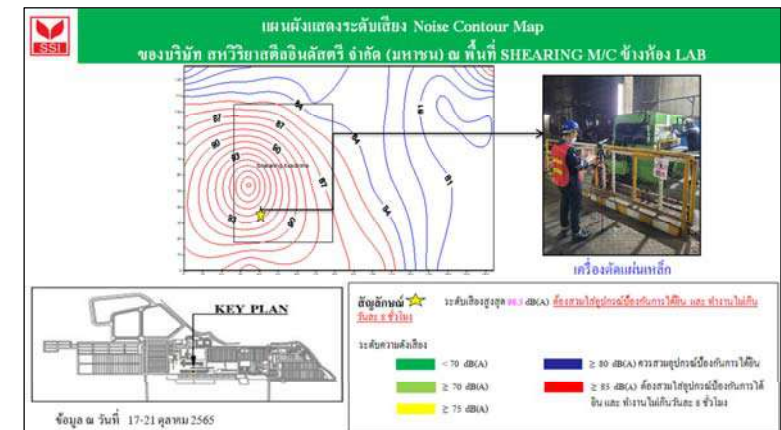 SSI
แผนผังแสดงระดับเสียง Noise Contour Map
ของบริษัท สหวิริยาสตีลอินดัสตรี จำกัด (มหาชน) ณ พื้นที่ SHEARING M/C ข้างห้อง LAB
84
81
87
87
90
90
93
84
87
81
84
93
90
เครื่องตัดแผ่นเหล็ก
KEY PLAN
ข้อมูล ณ วันที่ 17-21 ตุลาคม 2565
สัญลักษณ์ ระดับเสียงสูงสุด dB(A) ต้องสวมใส่อุปกรณ์ป้องกันการได้ยิน และ ทำงานไม่เกิน
วันละ 8 ชั่วโมง
ระดับความดังเสียง
< 70 dB(A)
≥ 70 dB(A)
≥ 75 dB(A)
≥ 80 dB(A) ควรสวมอุปกรณ์ป้องกันการได้ยิน
≥ 85 dB(A) ต้องสวมใส่อุปกรณ์ป้องกันการได้
ยิน และ ทำงานไม่เกินวันละ 8 ชั่วโมง